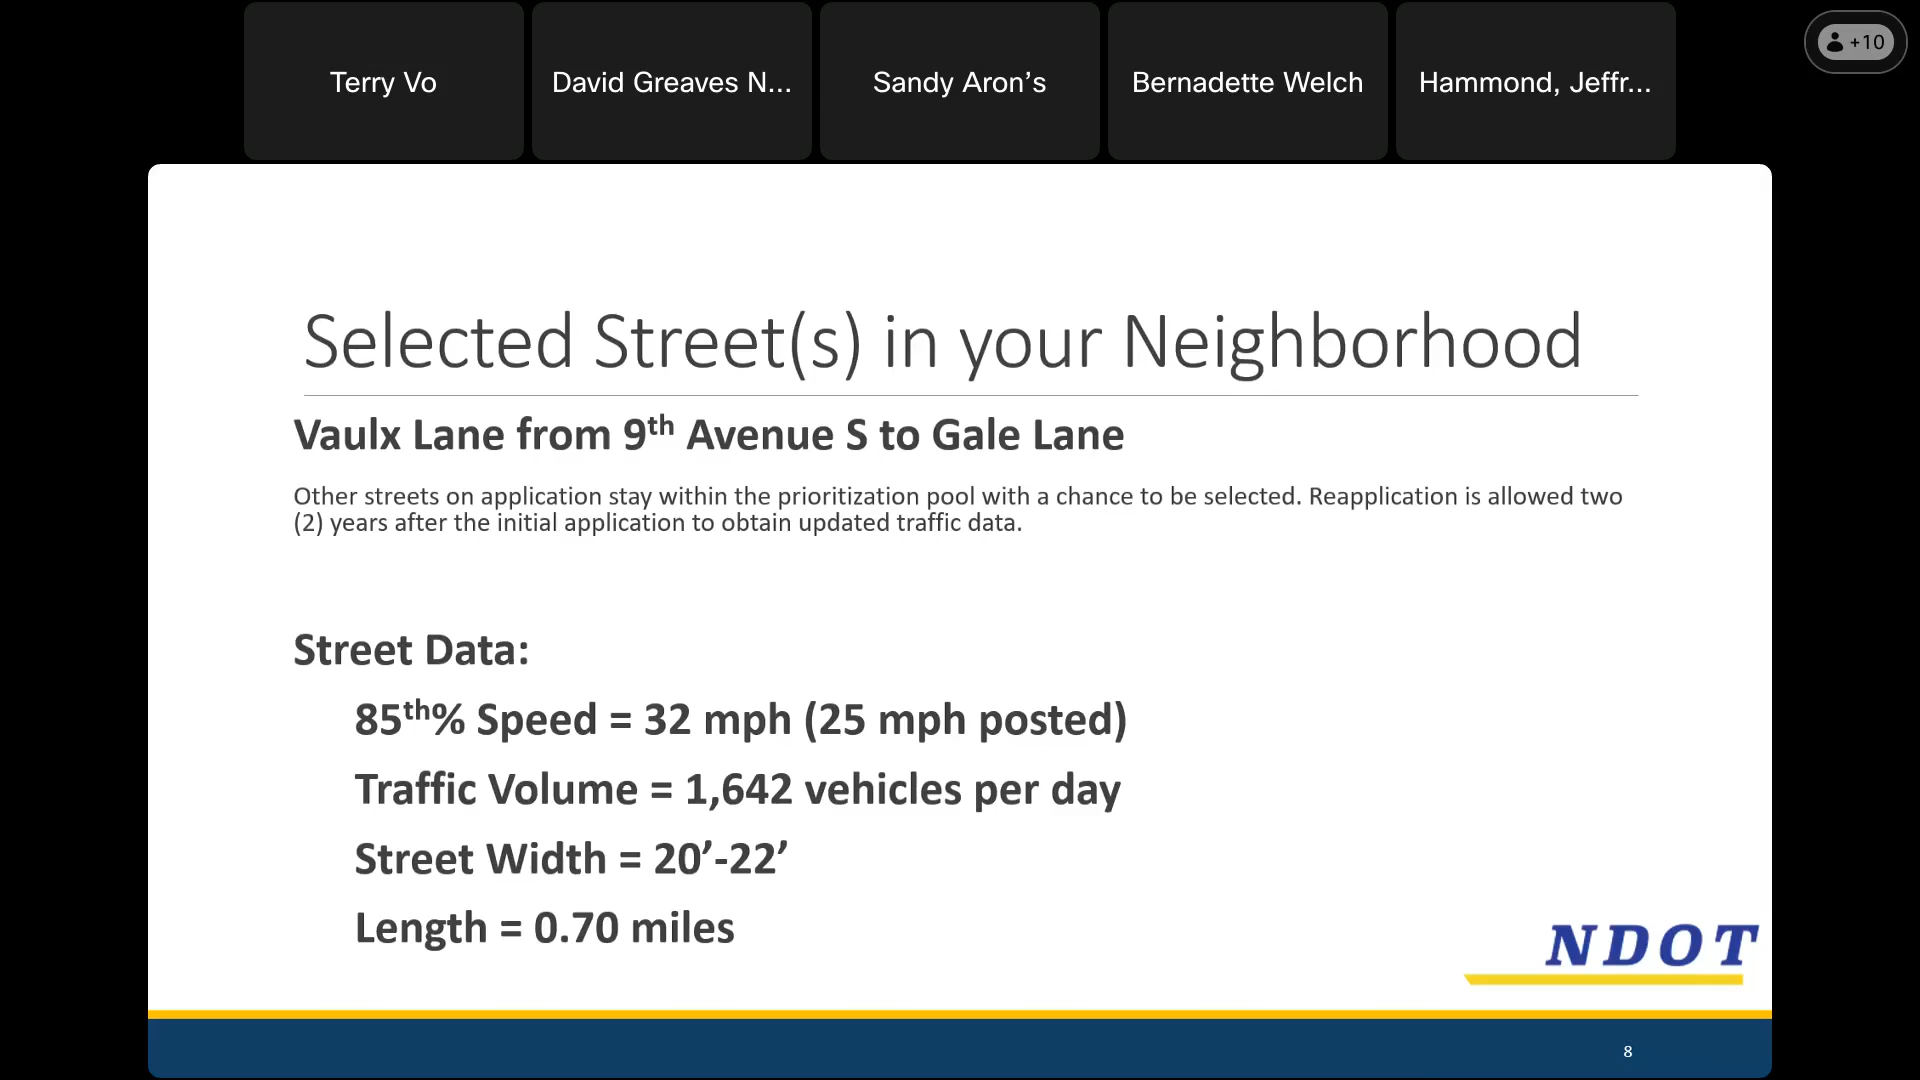 Terry Vo
David Greaves N...
Sandy Aron’s
Bernadette Welch
Hammond, Jeffr...
+10
Selected Street(s) in your Neighborhood
Vaulx Lane from 9th Avenue S to Gale Lane
Other streets on application stay within the prioritization pool with a chance to be selected. Reapplication is allowed two
(2) years after the initial application to obtain updated traffic data.
Street Data:
85th% Speed = 32 mph (25 mph posted)
Traffic Volume = 1,642 vehicles per day
Street Width = 20’-22’
Length = 0.70 miles
NDOT
8